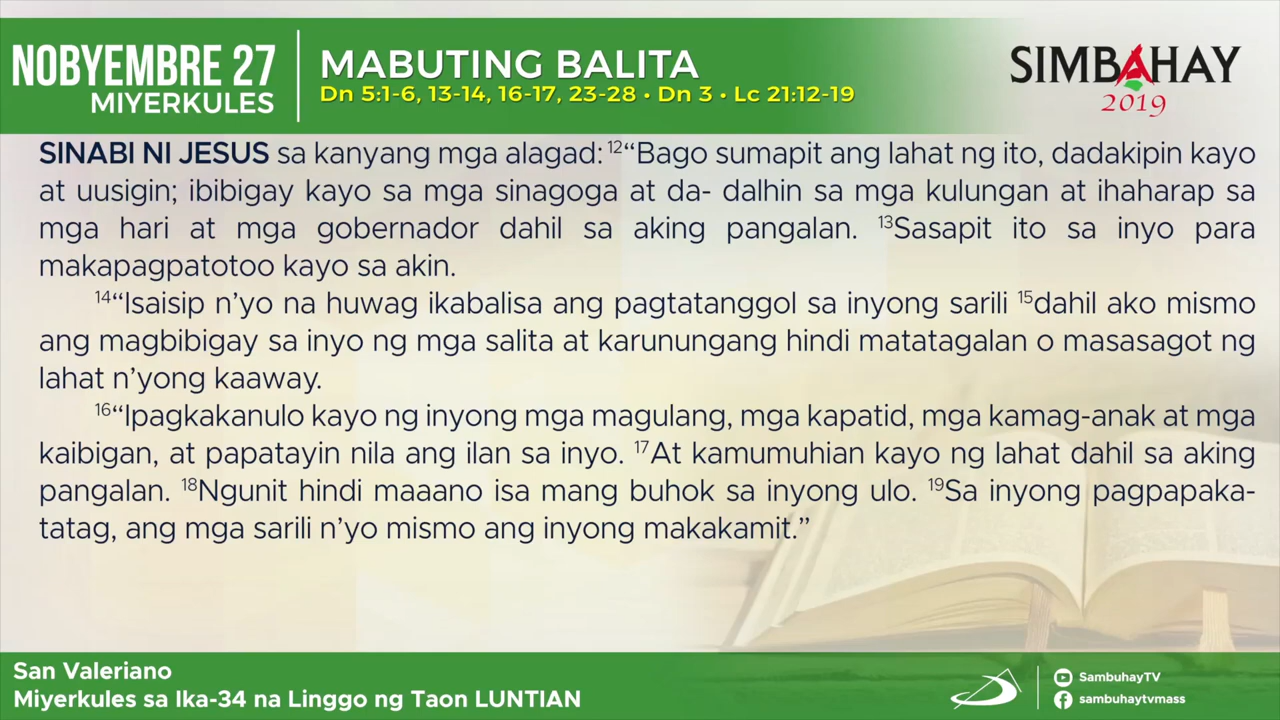 NOBYEMBRE 27
MIYERKULES
MABUTING BALITA
Dn 5:1-6, 13-14, 16-17, 23-28 • Dn 3 • Lc 21:12-19
SIMBAHAY
2019
SINABI NI JESUS sa kanyang mga alagad: 12“Bago sumapit ang lahat ng ito, dadakipin kayo
at uusigin; ibibigay kayo sa mga sinagoga at da- dalhin sa mga kulungan at ihaharap sa
mga hari at mga gobernador dahil sa aking pangalan. 13Sasapit ito sa inyo para
makapagpatotoo kayo sa akin.
14“Isaisip n’yo na huwag ikabalisa ang pagtatanggol sa inyong sarili 15dahil ako mismo
ang magbibigay sa inyo ng mga salita at karunungang hindi matatagalan o masasagot ng
lahat n’yong kaaway.
16“Ipagkakanulo kayo ng inyong mga magulang, mga kapatid, mga kamag-anak at mga
kaibigan, at papatayin nila ang ilan sa inyo. 17At kamumuhian kayo ng lahat dahil sa aking
pangalan. 18Ngunit hindi maaano isa mang buhok sa inyong ulo. 19Sa inyong pagpapaka-
tatag, ang mga sarili n’yo mismo ang inyong makakamit.”
San Valeriano
Miyerkules sa Ika-34 na Linggo ng Taon LUNTIAN
SambuhayTV
sambuhaytvmass